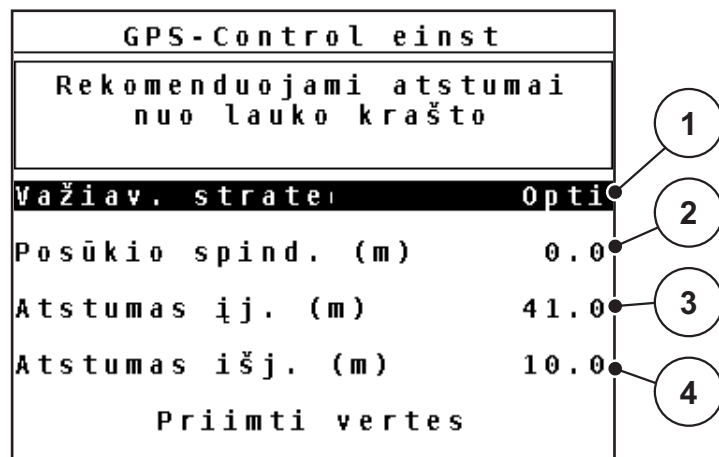 GPS-Control einst
Rekomenduojami atstumai
nuo lauko krašto
Važiav. strate Opti
Posūkio spind. (m) 0.0
Atstumas įj. (m) 41.0
Atstumas išj. (m) 10.0
Priimti vertes
1
2
3
4